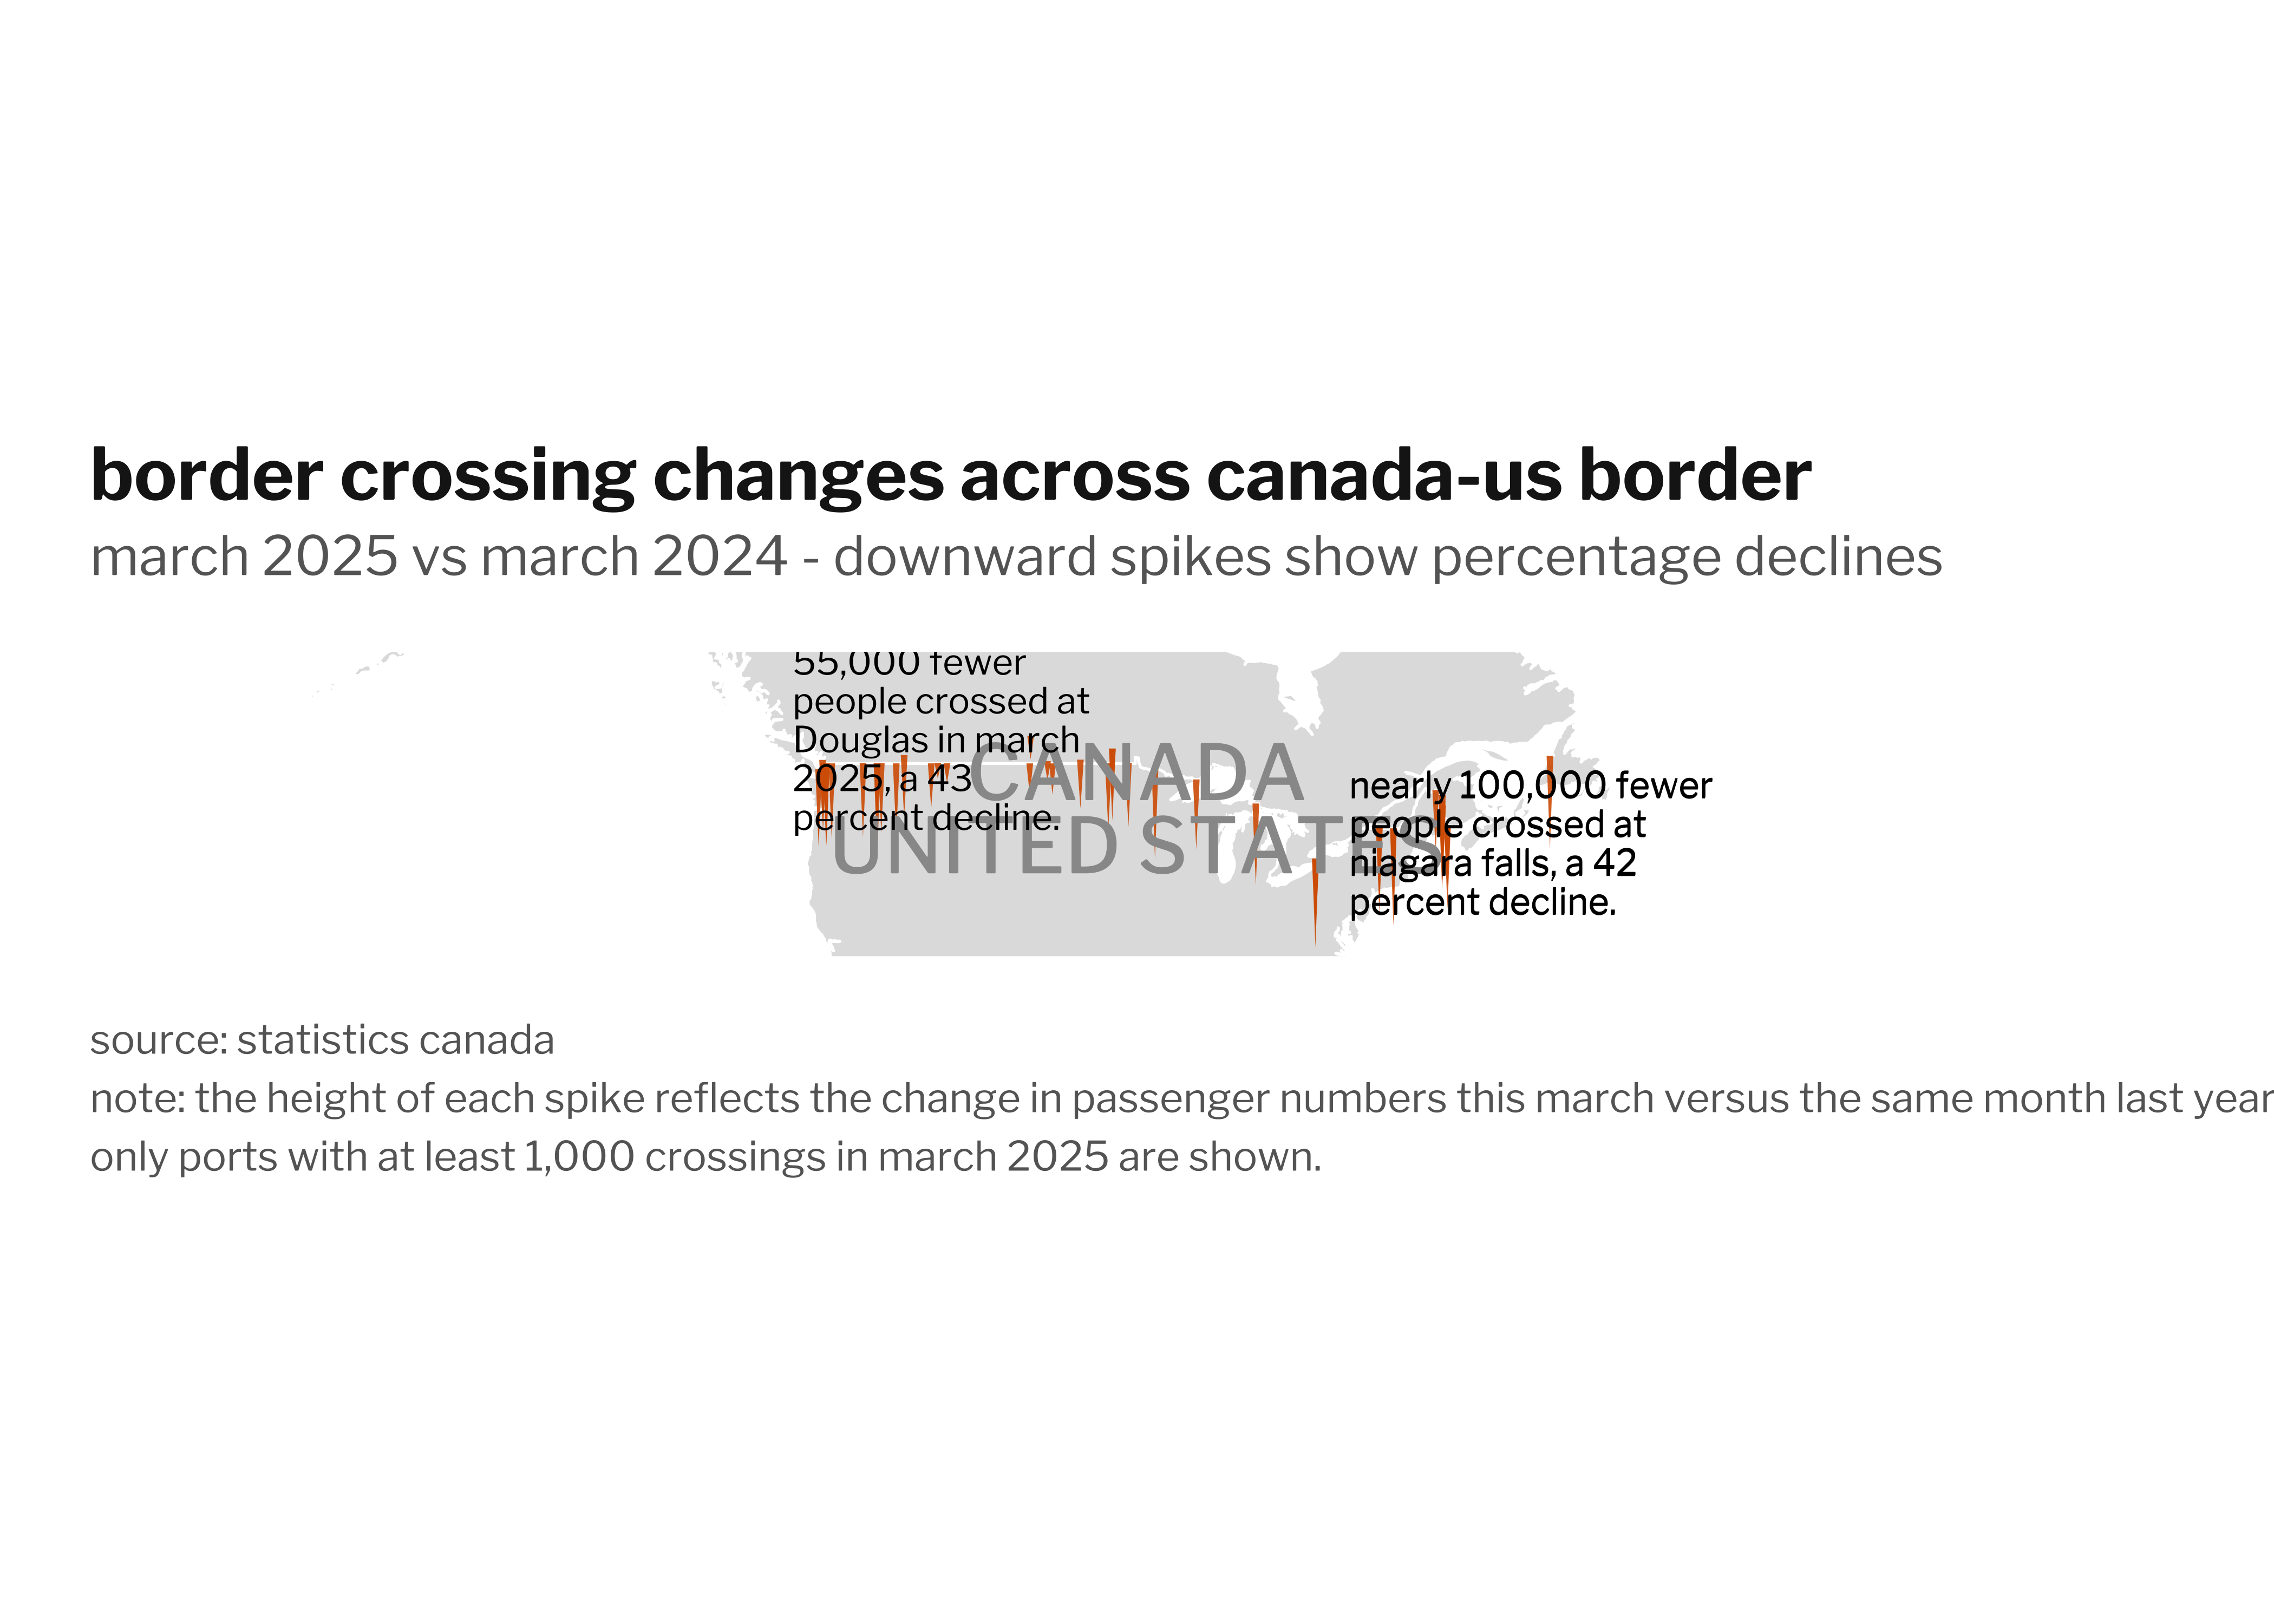 border crossing changes across canada-us border
march 2025 vs march 2024 - downward spikes show percentage declines
55,000 fewer
people crossed at
Douglas in march
2025, a 43
percent decline.
CANADA
UNITED STATES
nearly 100,000 fewer
people crossed at
niagara falls, a 42
percent decline.
source: statistics canada
note: the height of each spike reflects the change in passenger numbers this march versus the same month last year
only ports with at least 1,000 crossings in march 2025 are shown.